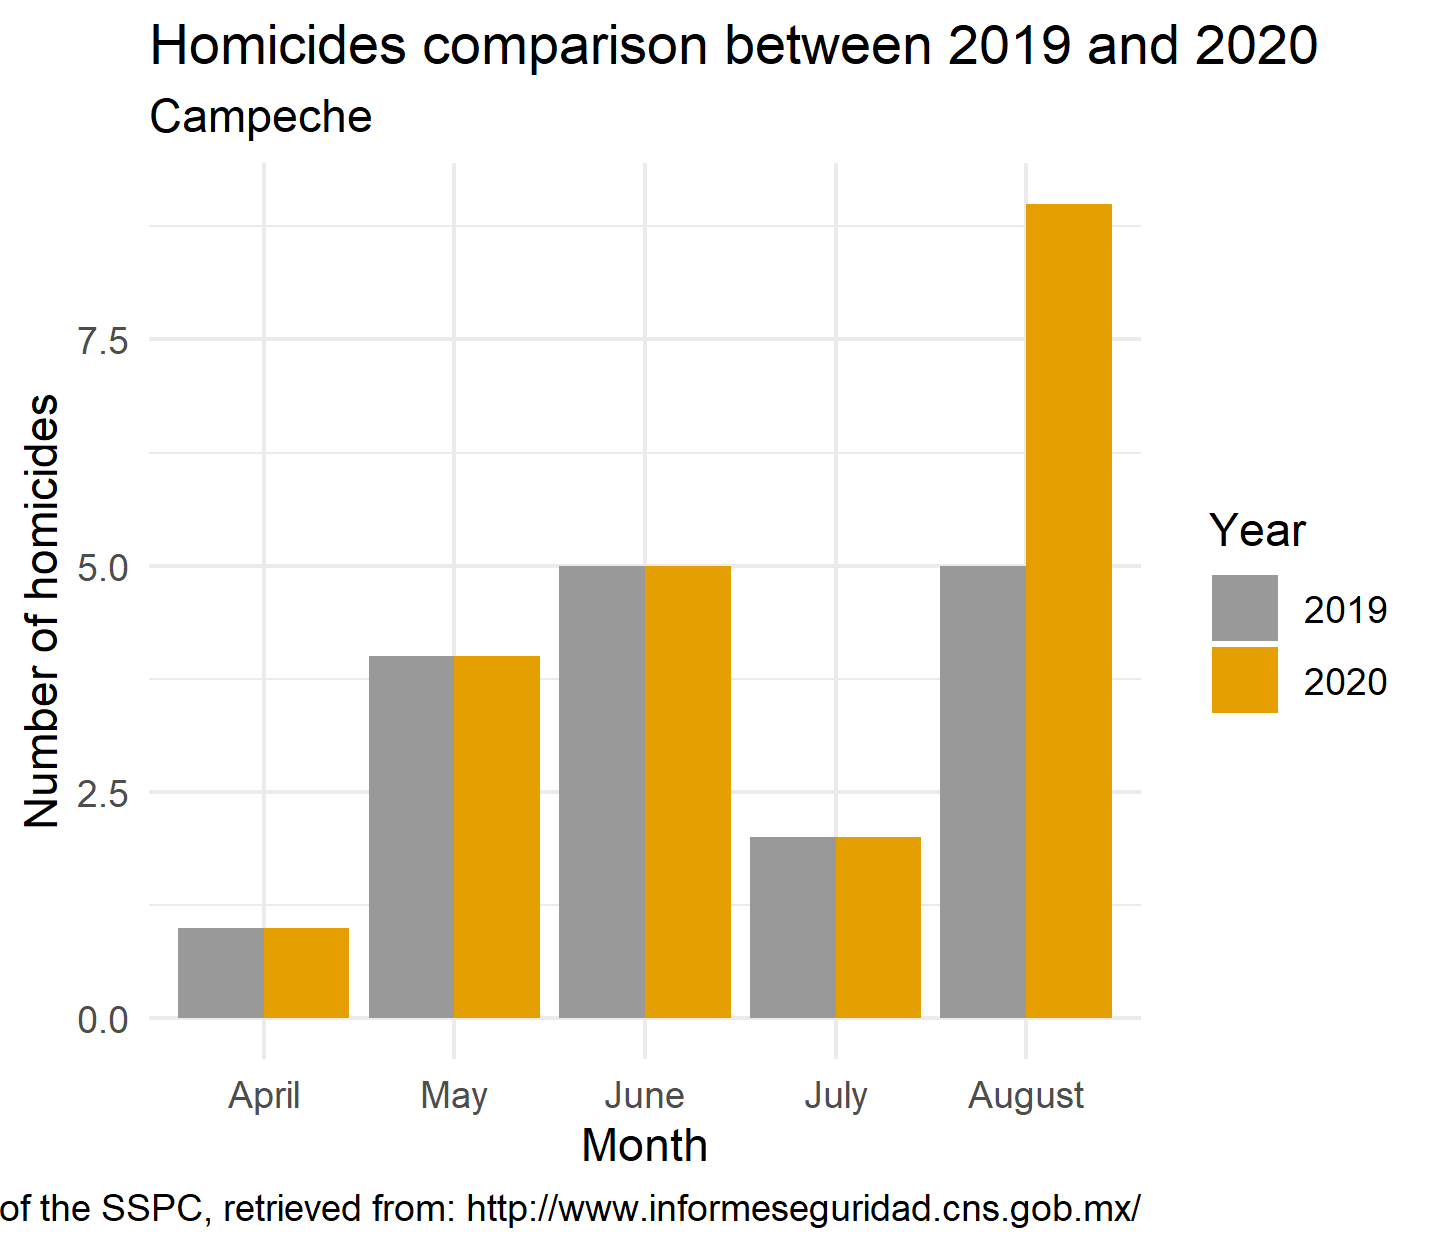 Homicides comparison between 2019 and 2020
Campeche
Number of homicides
7.5
5.0
2.5
0.0
April May June July August
Month
Year
2019
2020
of the SSPC, retrieved from: http://www.informeseguridad.cns.gob.mx/